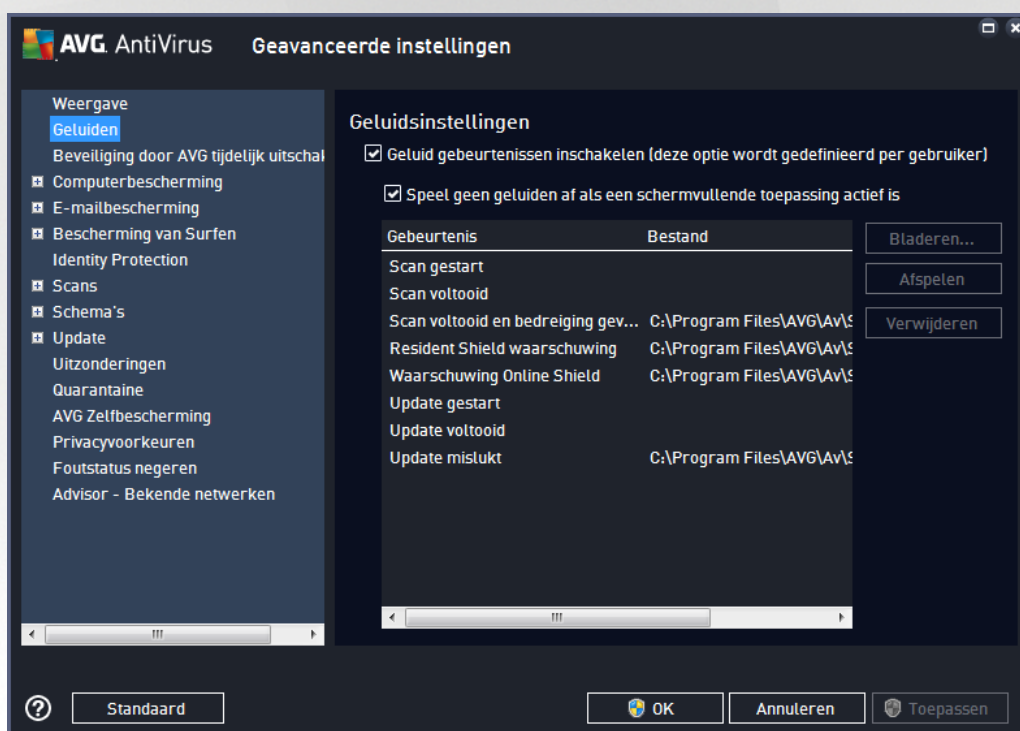 AVG. AntiVirus Geavanceerde instellingen
Weergave
Geluiden
Beveiliging door AVG tijdelijk uitschal
Computerbescherming
E-mailbescherming
Bescherming van Surfen
Identity Protection
Scans
Schema's
Update
Uitzonderingen
Quarantaine
AVG Zelfbescherming
Privacyvoorkeuren
Foutstatus negeren
Advisor - Bekende netwerken
Geluidsinstellingen
Geluid gebeurtenissen inschakelen (deze optie wordt gedefinieerd per gebruiker)
Speel geen geluiden af als een schermvullende toepassing actief is
Gebeurtenis Bestand
Scan gestart
Scan voltooid
Scan voltooid en bedreiging gev... C:\Program Files\AVG\Av\S
Resident Shield waarschuwing C:\Program Files\AVG\Av\S
Waarschuwing Online Shield C:\Program Files\AVG\Av\S
Update gestart
Update voltooid
Update mislukt C:\Program Files\AVG\Av\S
Bladeren...
Afspelen
Verwijderen
Standaard
OK
Annuleren
Toepassen